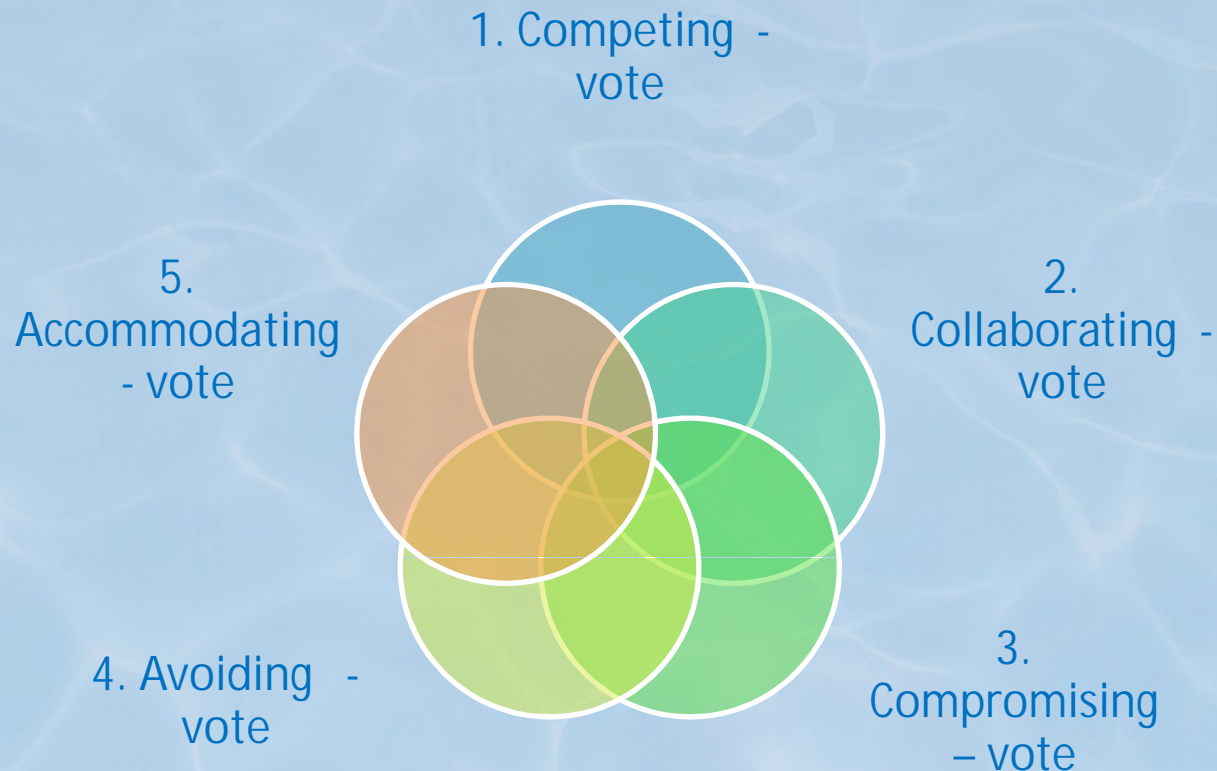 1. Competing -
vote
2.
Collaborating -
vote
3.
Compromising
– vote
4. Avoiding -
vote
5.
Accommodating
- vote